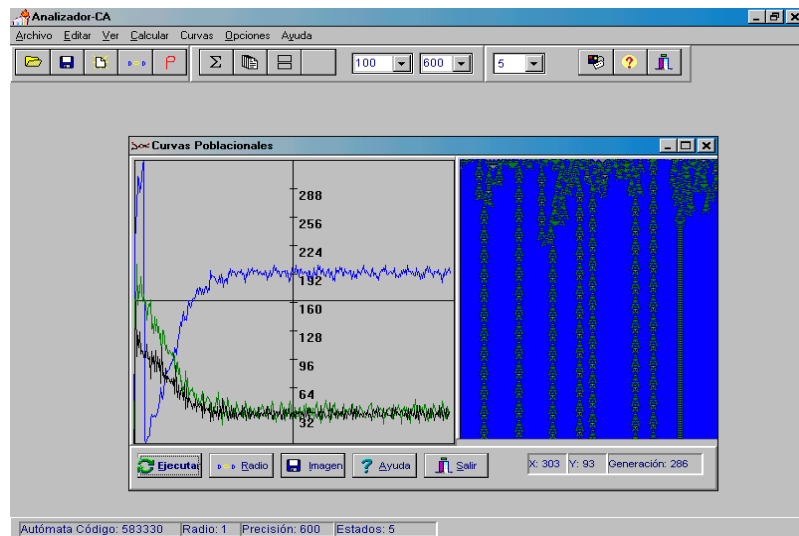 Analizador-CA
Archivo Editar Ver Calcular Curvas Opciones Ayuda
Σ 100 600 5 ?
Curvas Poblacionales
288
256
224
192
160
128
96
64
32
Ejecutar Radio Imagen ? Ayuda Salir X: 303 Y: 93 Generación: 286
Autómata Código: 583330 Radio: 1 Precisión: 600 Estados: 5